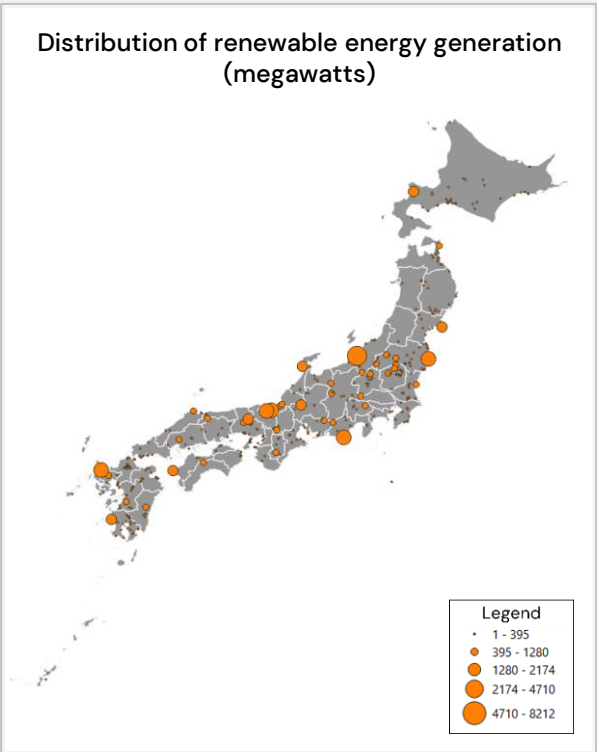 Distribution of renewable energy generation
(megawatts)
Legend
1 - 395
395 - 1280
1280 - 2174
2174 - 4710
4710 - 8212